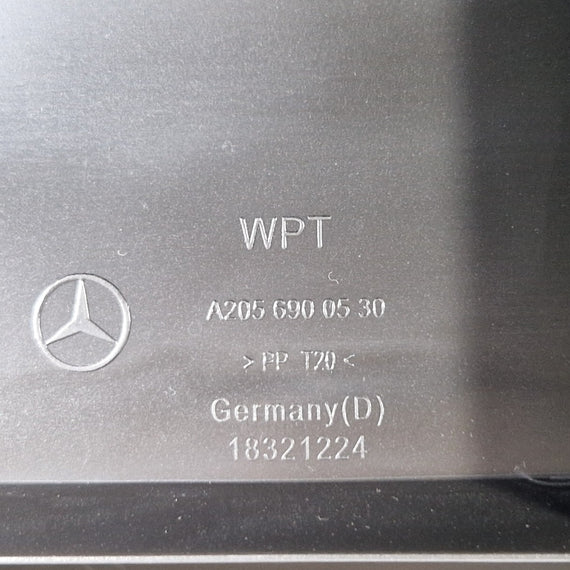 WPT
A205 690 05 30
> PP T20 <
Germany(D)
18321224